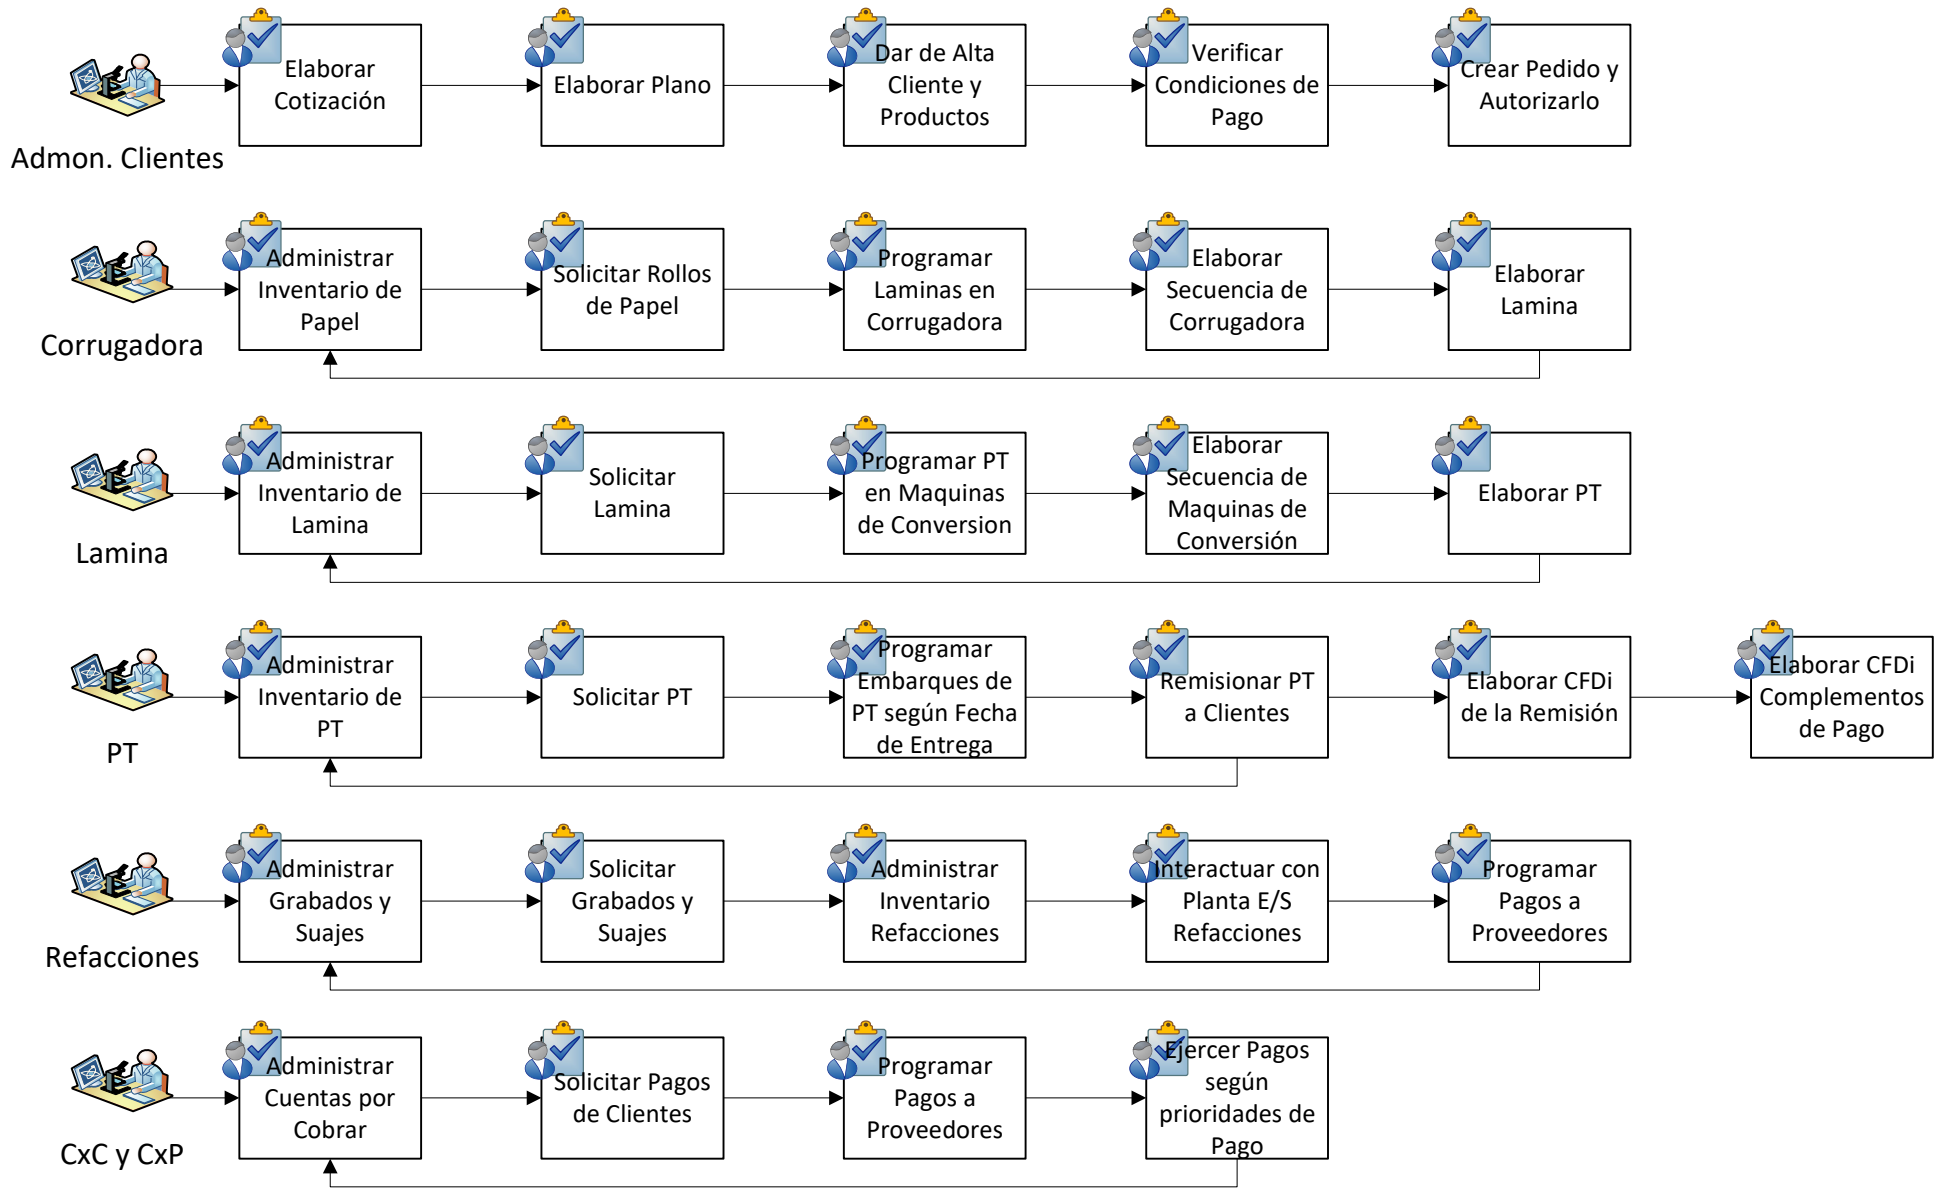 Admon. Clientes
Elaborar
Cotización
Elaborar Plano
Dar de Alta
Cliente y
Productos
Verificar
Condiciones de
Pago
Crear Pedido y
Autorizarlo
Corrugadora
Administrar
Inventario de
Papel
Solicitar Rollos
de Papel
Programar
Laminas en
Corrugadora
Elaborar
Secuencia de
Corrugadora
Elaborar
Lamina
Lamina
Administrar
Inventario de
Lamina
Solicitar
Lamina
Programar PT
en Maquinas
de Conversion
Elaborar
Secuencia de
Maquinas de
Conversión
Elaborar PT
PT
Administrar
Inventario de
PT
Solicitar PT
Programar
Embarques de
PT según Fecha
de Entrega
Remisionar PT
a Clientes
Elaborar CFDi
de la Remisión
Elaborar CFDi
Complementos
de Pago
Refacciones
Administrar
Grabados y
Suajes
Solicitar
Grabados y
Suajes
Administrar
Inventario
Refacciones
Interactuar con
Planta E/S
Refacciones
Programar
Pagos a
Proveedores
CxC y CxP
Administrar
Cuentas por
Cobrar
Solicitar Pagos
de Clientes
Programar
Pagos a
Proveedores
Ejercer Pagos
según
prioridades de
Pago